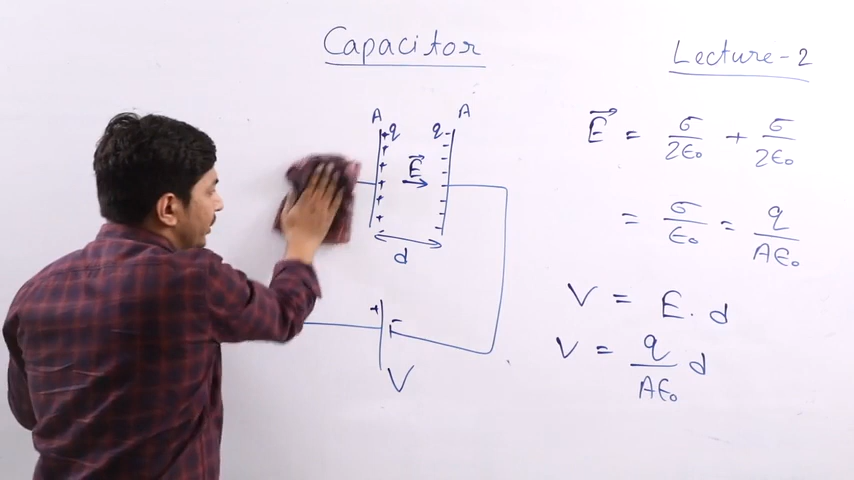 Capacitor
Lecture-2
A A
+q q-
E⃗
d
+ -
V
E⃗ = σ/2ε₀ + σ/2ε₀
= σ/ε₀ = q/Aε₀
V = E.d
V = q/Aε₀ d